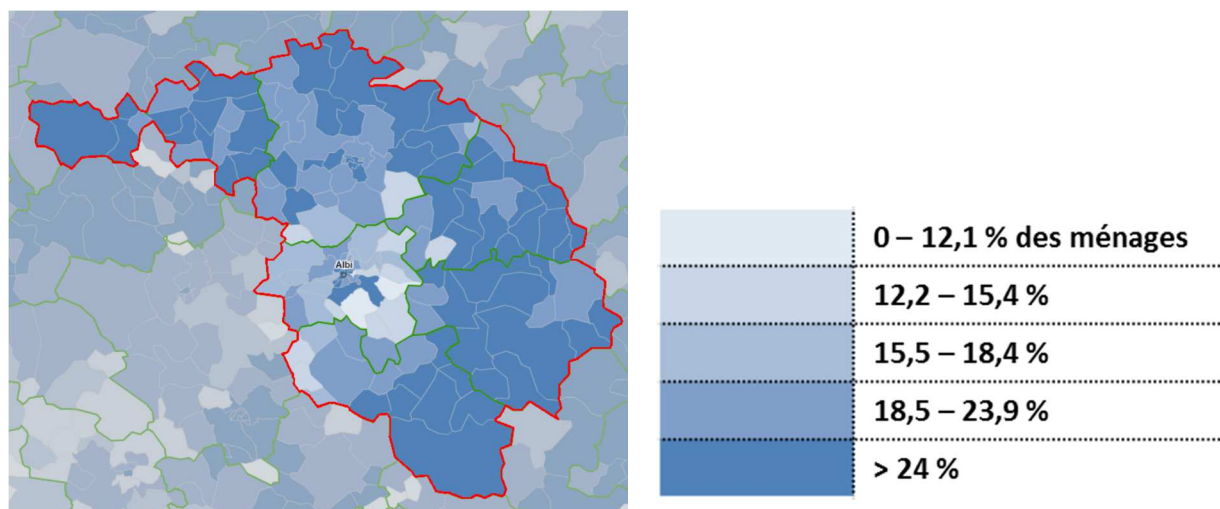 Albi
0 – 12,1 % des ménages
12,2 – 15,4 %
15,5 – 18,4 %
18,5 – 23,9 %
> 24 %